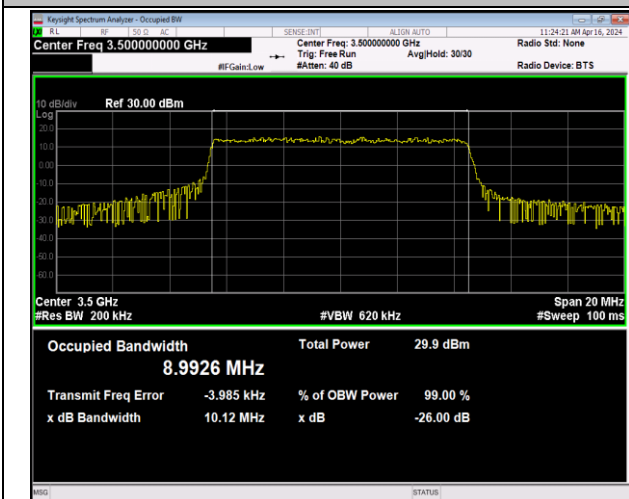 Keysight Spectrum Analyzer - Occupied BW
RL RF 50 Ω AC SENSE:INT ALIGN AUTO 11:24:21 AM Apr 16, 2024
Center Freq 3.500000000 GHz Center Freq: 3.500000000 GHz Radio Std: None
Trig: Free Run Avg|Hold: 30/30
#IFGain:Low #Atten: 40 dB Radio Device: BTS
10 dB/div Ref 30.00 dBm
Log
20.0
10.0
0.00
-10.0
-20.0
-30.0
-40.0
-50.0
-60.0
Center 3.5 GHz Span 20 MHz
#Res BW 200 kHz #VBW 620 kHz #Sweep 100 ms
Occupied Bandwidth Total Power 29.9 dBm
8.9926 MHz
Transmit Freq Error -3.985 kHz % of OBW Power 99.00 %
x dB Bandwidth 10.12 MHz x dB -26.00 dB
MSG STATUS